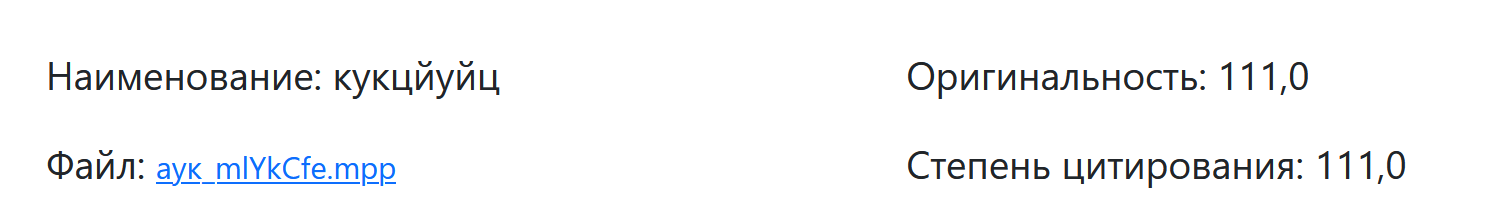 Наименование: кукцйуйц
Оригинальность: 111,0
Файл: аук_mlYkCfe.mpp
Степень цитирования: 111,0